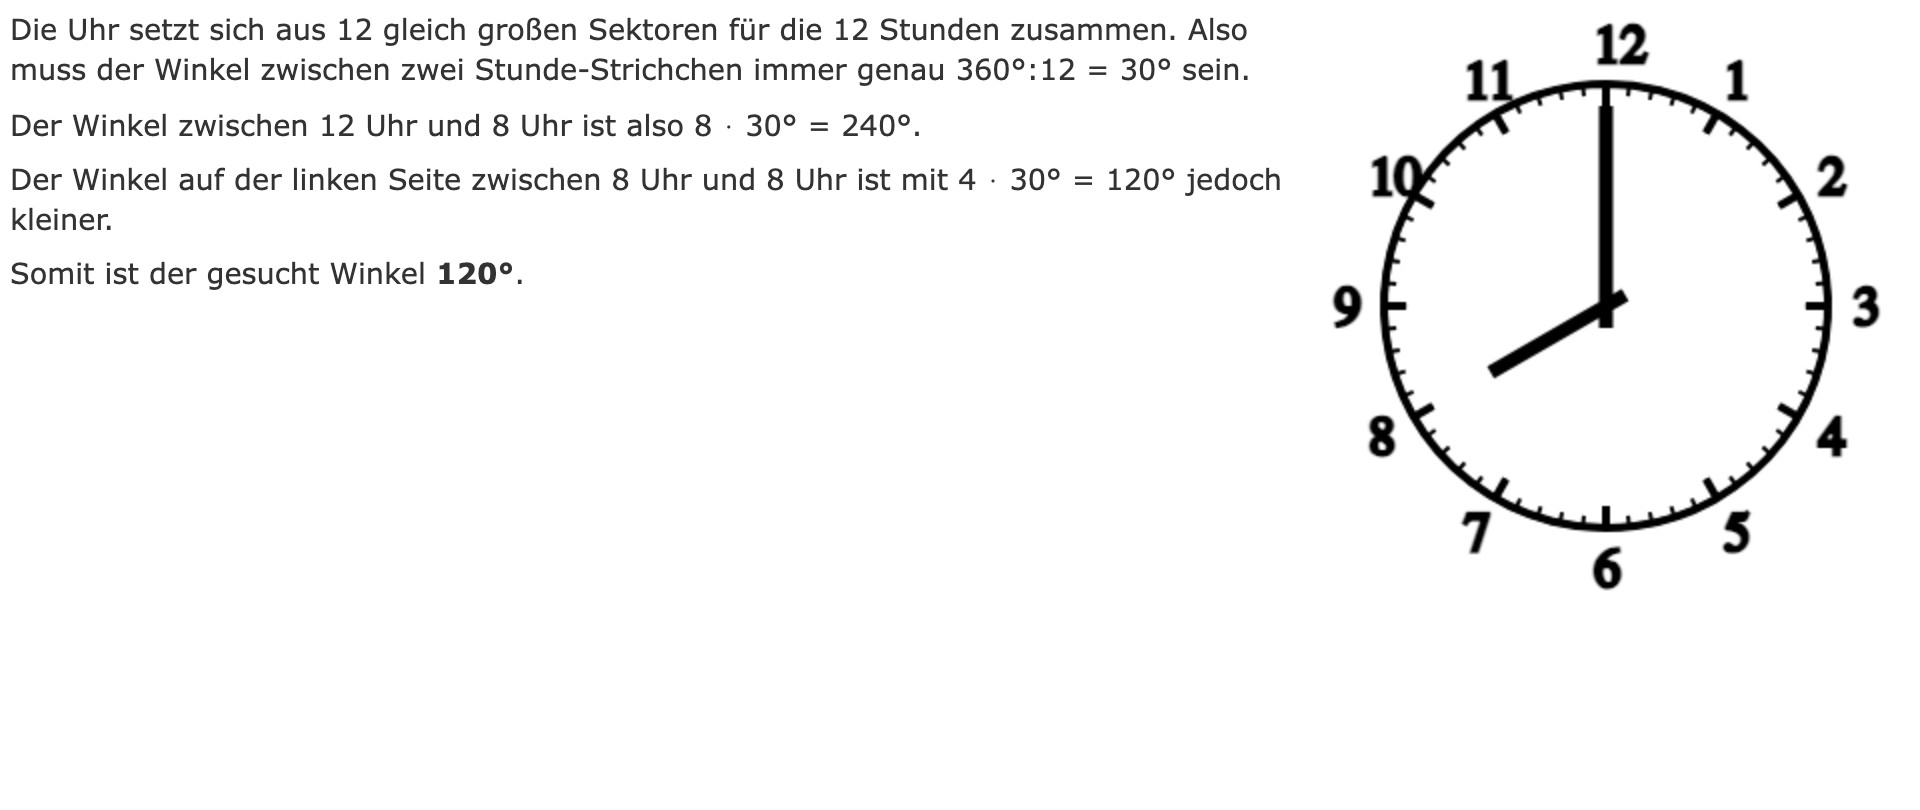 Die Uhr setzt sich aus 12 gleich großen Sektoren für die 12 Stunden zusammen. Also
muss der Winkel zwischen zwei Stunde-Strichchen immer genau 360°:12 = 30° sein.
Der Winkel zwischen 12 Uhr und 8 Uhr ist also 8 · 30° = 240°.
Der Winkel auf der linken Seite zwischen 8 Uhr und 8 Uhr ist mit 4 · 30° = 120° jedoch
kleiner.
Somit ist der gesucht Winkel 120°.
12
1
2
3
4
5
6
7
8
9
10
11